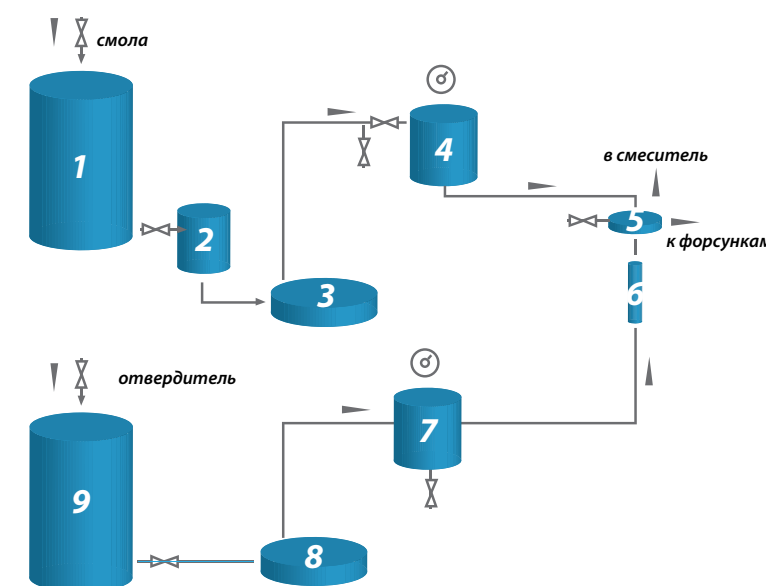 смола
1
4
в смеситель
2
5
к форсункам
3
6
отвердитель
7
9
8